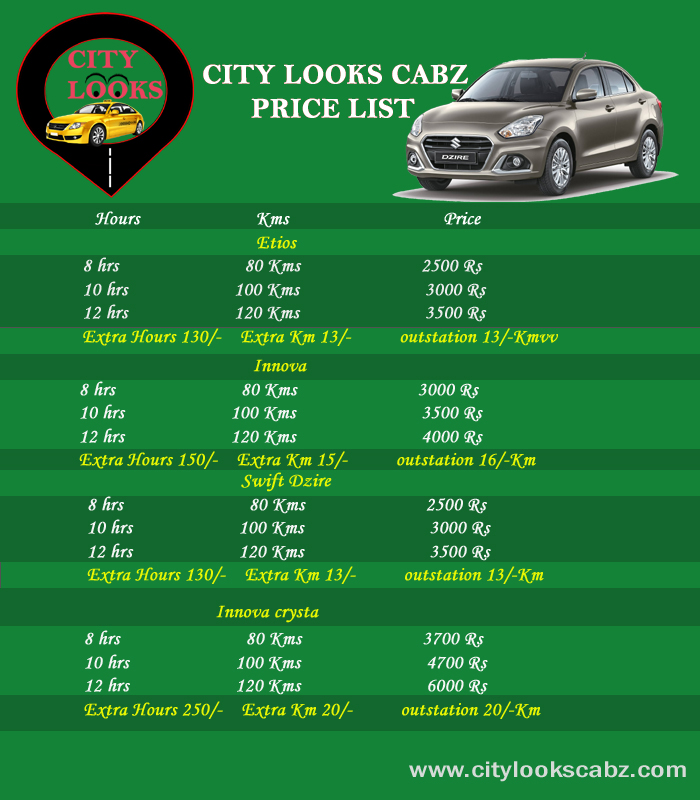 CITY
LOOKS
CITY LOOKS CABZ
PRICE LIST
DZIRE
Hours Kms Price
Etios
8 hrs 80 Kms 2500 Rs
10 hrs 100 Kms 3000 Rs
12 hrs 120 Kms 3500 Rs
Extra Hours 130/- Extra Km 13/- outstation 13/-Kmvv
Innova
8 hrs 80 Kms 3000 Rs
10 hrs 100 Kms 3500 Rs
12 hrs 120 Kms 4000 Rs
Extra Hours 150/- Extra Km 15/- outstation 16/-Km
Swift Dzire
8 hrs 80 Kms 2500 Rs
10 hrs 100 Kms 3000 Rs
12 hrs 120 Kms 3500 Rs
Extra Hours 130/- Extra Km 13/- outstation 13/-Km
Innova crysta
8 hrs 80 Kms 3700 Rs
10 hrs 100 Kms 4700 Rs
12 hrs 120 Kms 6000 Rs
Extra Hours 250/- Extra Km 20/- outstation 20/-Km
www.citylookscabz.com